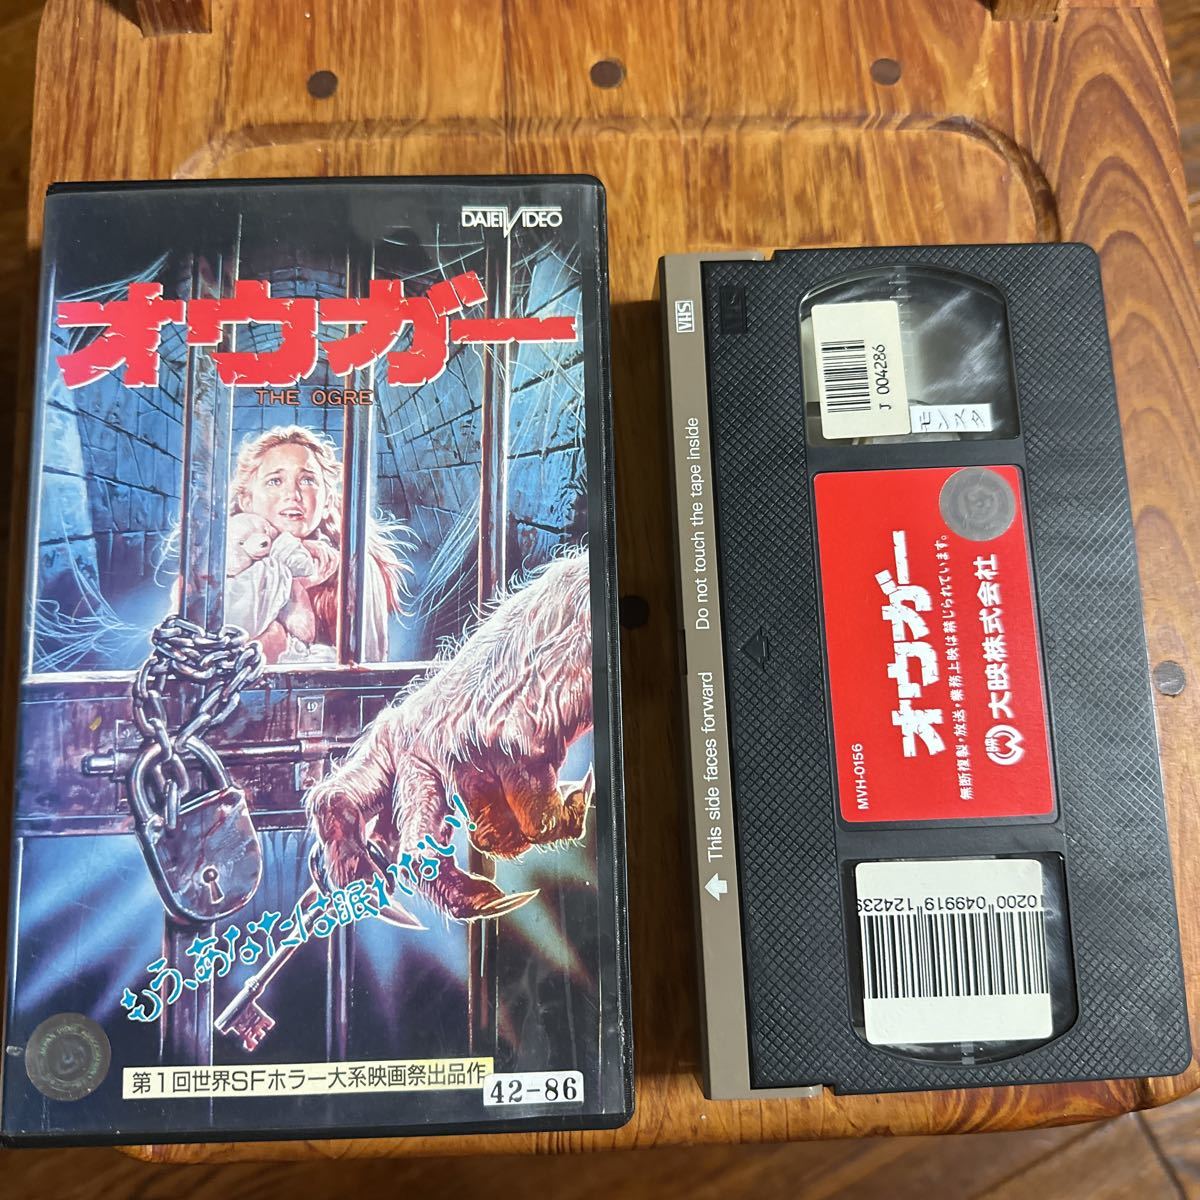 DAIEI VIDEO
オウガー
THE OGRE
もう、あなたは眠れない!
第1回世界SFホラー大系映画祭出品作
42-86
VHS
Do not touch the tape inside
This side faces forward
J 004286
モンスタ
オウガー
無断複製・放送・業務上映は禁じられています。
大映株式会社
MVH-0156
0200 049919 124239